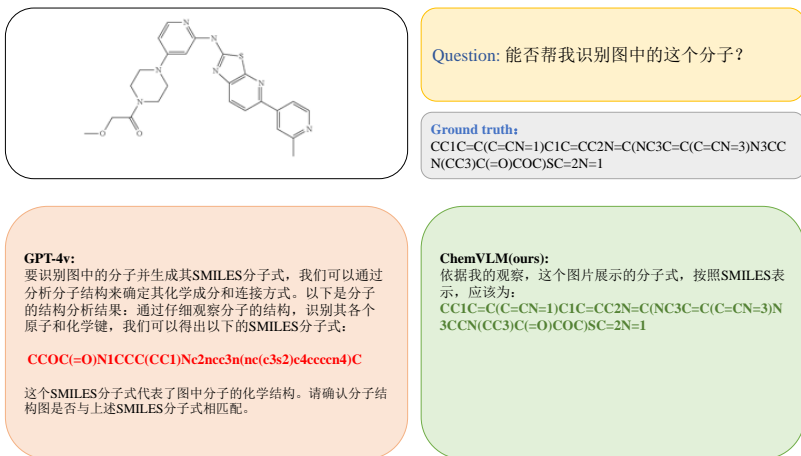 N
N
S
N
N
N
N
N
N
O
O
Question: 能否帮我识别图中的这个分子?
Ground truth:
CC1C=C(C=CN=1)C1C=CC2N=C(NC3C=C(C=CN=3)N3CC
N(CC3)C(=O)COC)SC=2N=1
GPT-4v:
要识别图中的分子并生成其SMILES分子式，我们可以通过
分析分子结构来确定其化学成分和连接方式。以下是分子
的结构分析结果：通过仔细观察分子的结构，识别其各个
原子和化学键，我们可以得出以下的SMILES分子式：
CCOC(=O)N1CCC(CC1)Nc2ncc3n(nc(c3s2)c4ccccn4)C
这个SMILES分子式代表了图中分子的化学结构。请确认分子结
构图是否与上述SMILES分子式相匹配。
ChemVLM(ours):
依据我的观察，这个图片展示的分子式，按照SMILES表
示，应该为：
CC1C=C(C=CN=1)C1C=CC2N=C(NC3C=C(C=CN=3)N
3CCN(CC3)C(=O)COC)SC=2N=1